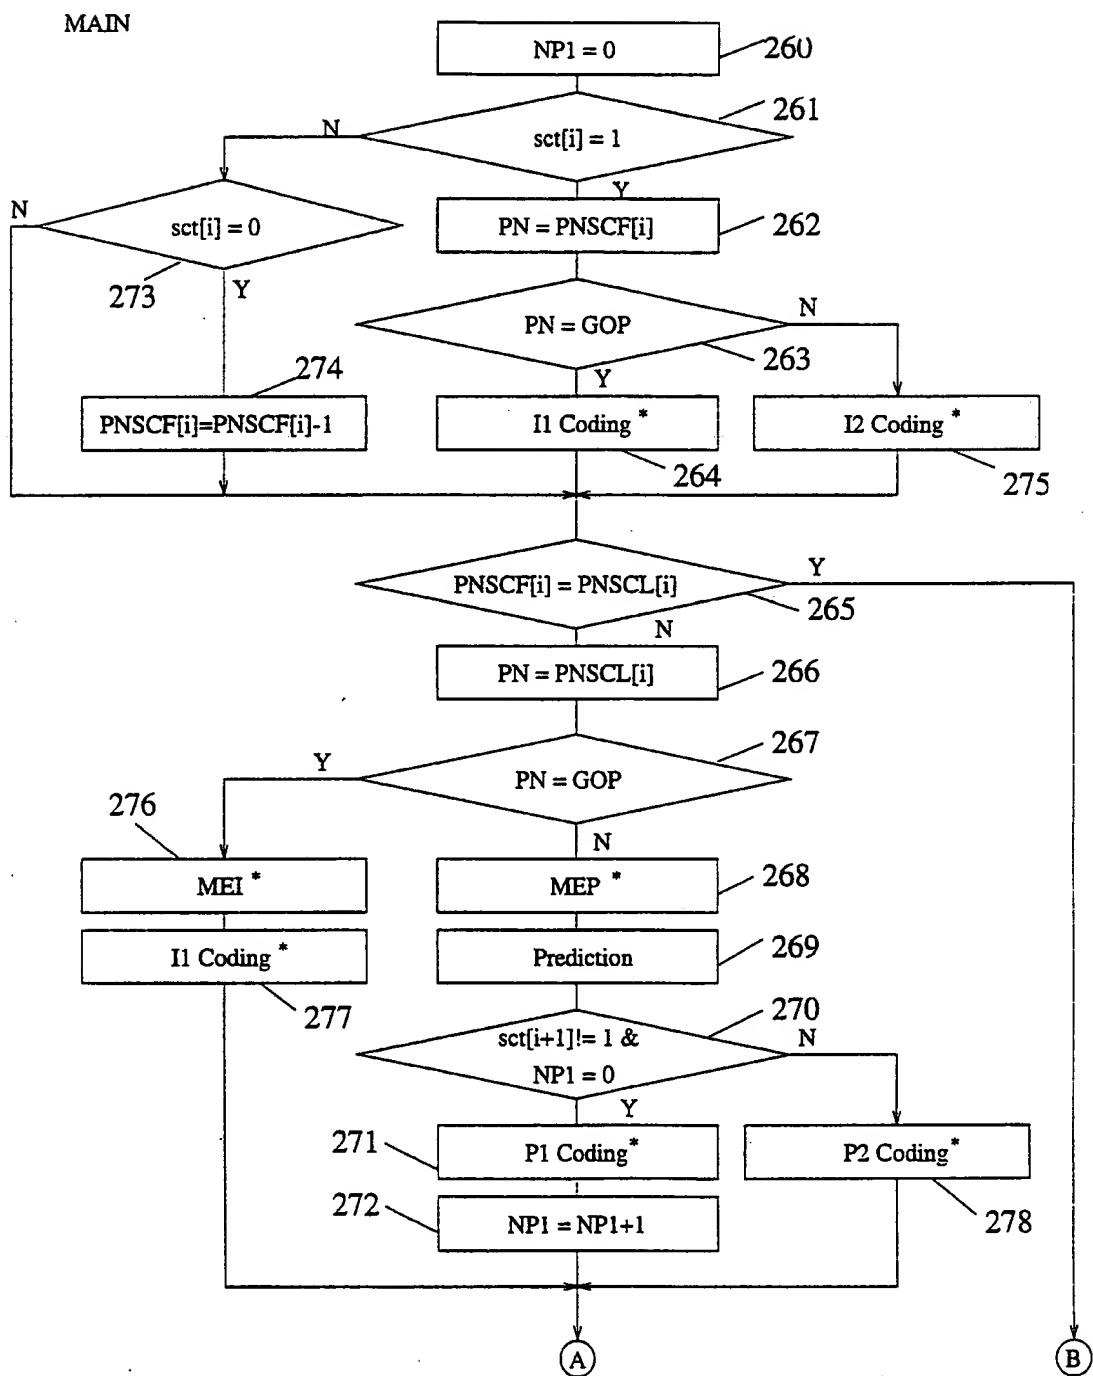 MAIN
NP1 = 0
260
261
N
sct[i] = 1
Y
N
sct[i] = 0
PN = PNSCF[i]
262
273
Y
N
PN = GOP
263
274
Y
PNSCF[i]=PNSCF[i]-1
I1 Coding *
I2 Coding *
264
275
Y
PNSCF[i] = PNSCL[i]
265
N
PN = PNSCL[i]
266
267
Y
PN = GOP
276
N
MEI *
MEP *
268
I1 Coding *
Prediction
269
277
270
sct[i+1]!= 1 &
N
NP1 = 0
Y
271
P1 Coding*
P2 Coding*
272
NP1 = NP1+1
278
A
B